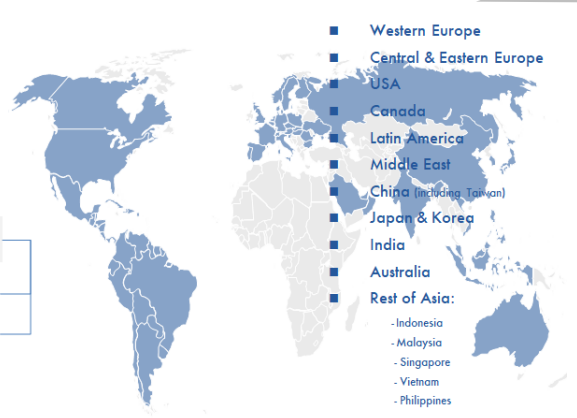 Western Europe
Central & Eastern Europe
USA
Canada
Latin America
Middle East
China (including Taiwan)
Japan & Korea
India
Australia
Rest of Asia:
- Indonesia
- Malaysia
- Singapore
- Vietnam
- Philippines